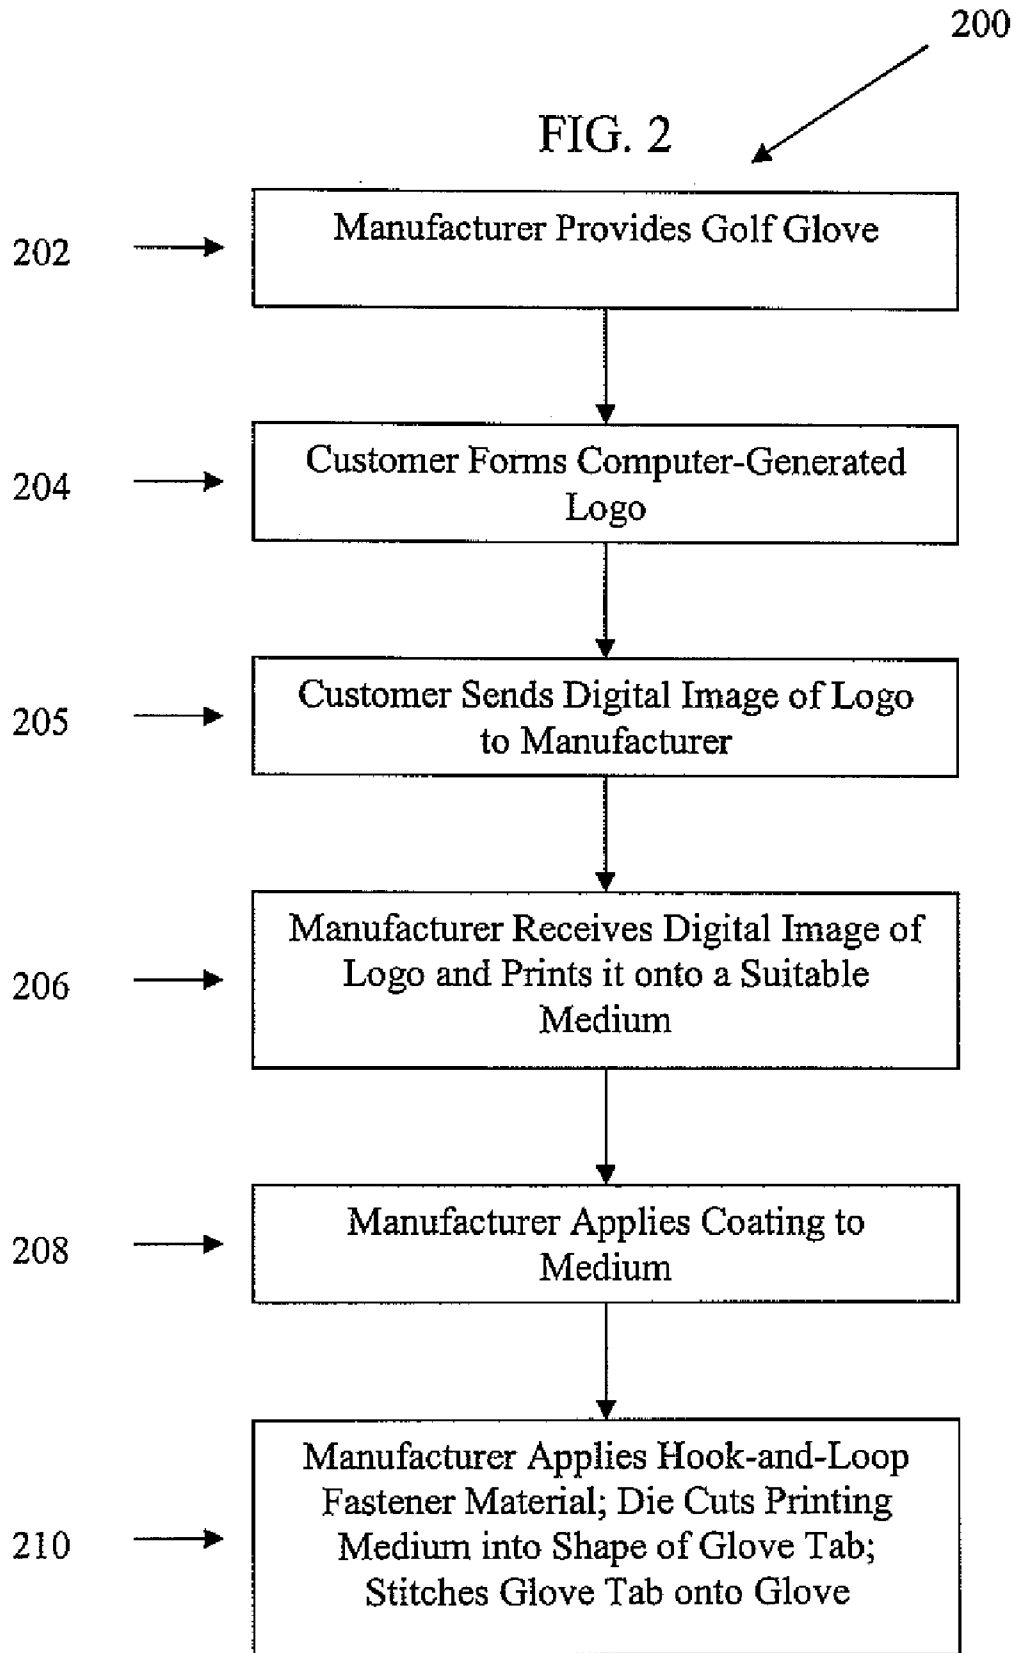 200
FIG. 2
202
Manufacturer Provides Golf Glove
204
Customer Forms Computer-Generated
Logo
205
Customer Sends Digital Image of Logo
to Manufacturer
206
Manufacturer Receives Digital Image of
Logo and Prints it onto a Suitable
Medium
208
Manufacturer Applies Coating to
Medium
210
Manufacturer Applies Hook-and-Loop
Fastener Material; Die Cuts Printing
Medium into Shape of Glove Tab;
Stitches Glove Tab onto Glove